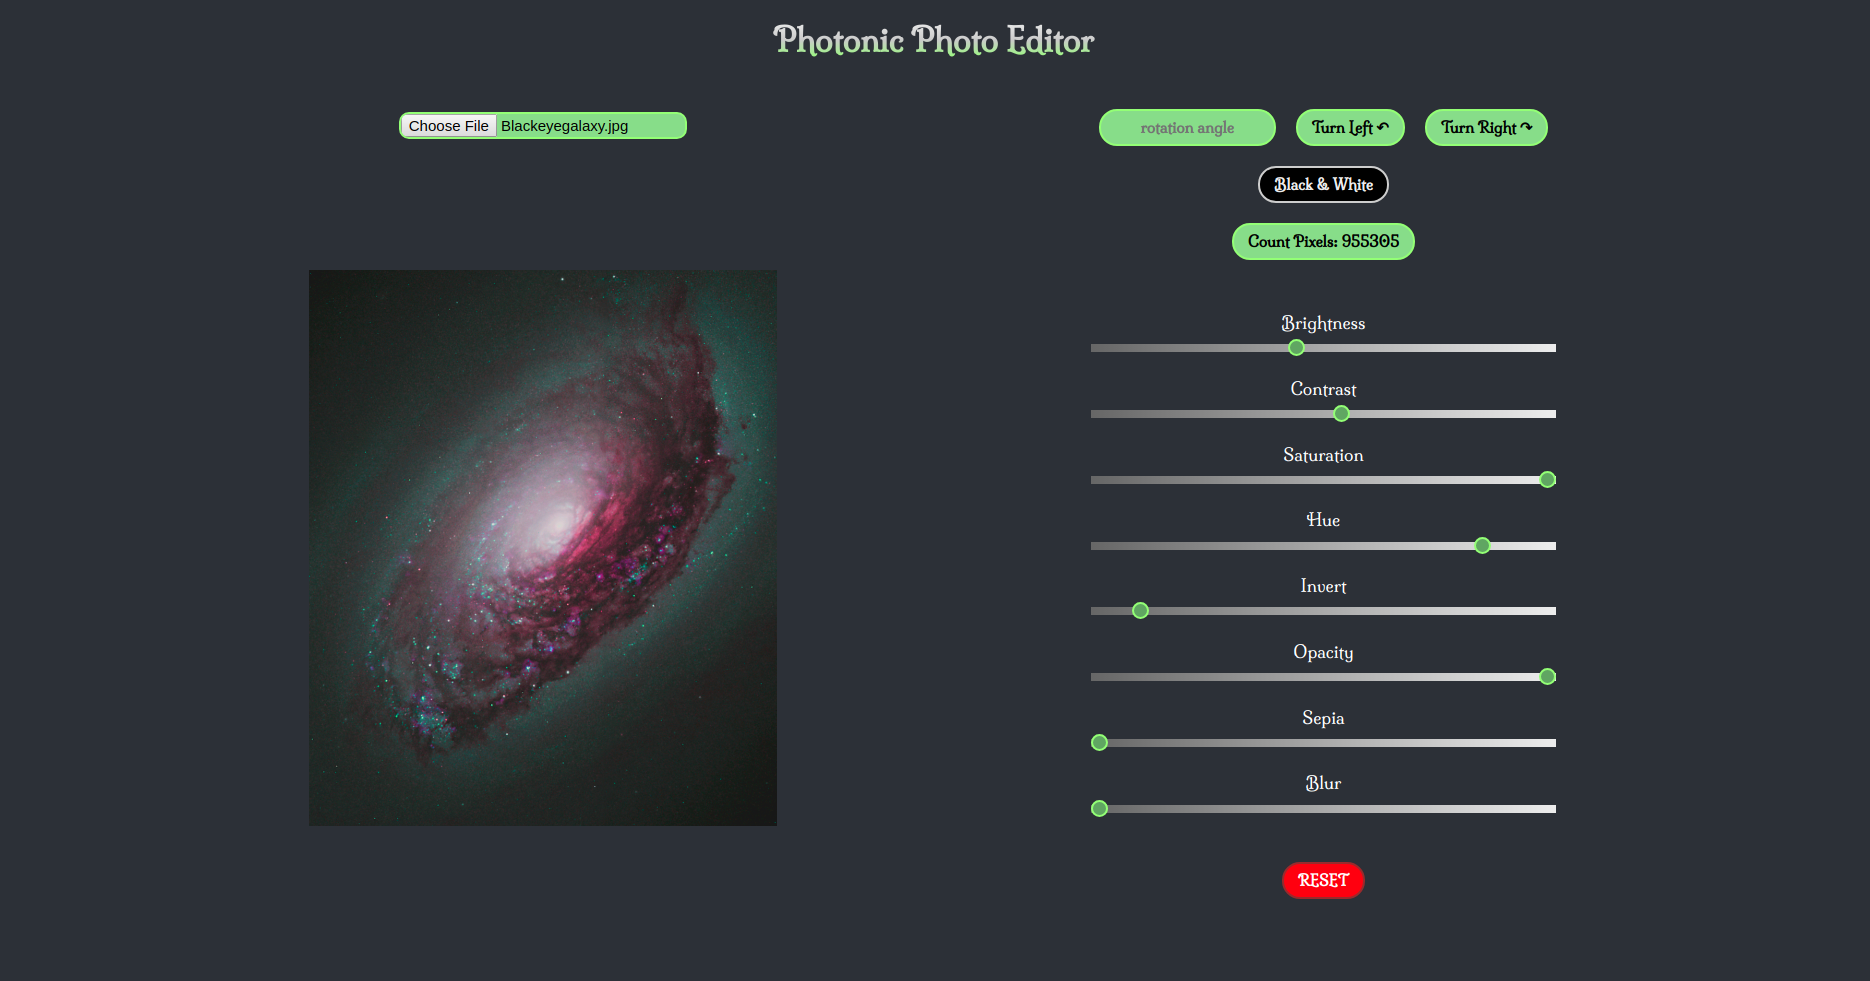 Photonic Photo Editor
Choose File Blackeyegalaxy.jpg
rotation angle
Turn Left ↶
Turn Right ↷
Black & White
Count Pixels: 955305
Brightness
Contrast
Saturation
Hue
Invert
Opacity
Sepia
Blur
RESET